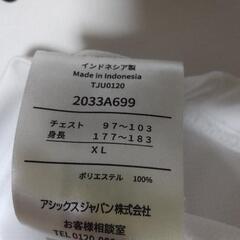 インドネシア製
Made in Indonesia
TJU0120
2033A699
チェスト 97～103
身長 177～183
XL
ポリエステル 100%
アシックスジャパン株式会社
お客様相談室
TEL 0120-